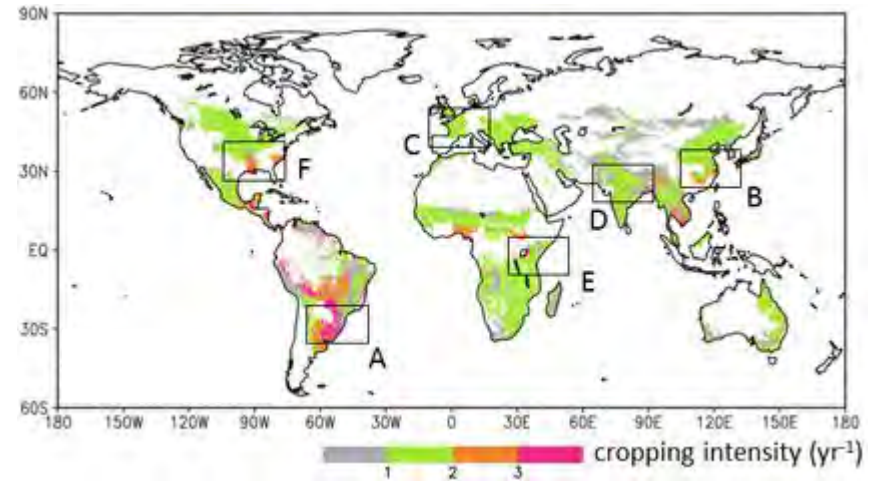 90N
60N
30N
EQ
30S
60S
180 150W 120W 90W 60W 30W 0 30E 60E 90E 120E 150E 180
A
B
C
D
E
F
1 2 3
cropping intensity (yr-1)